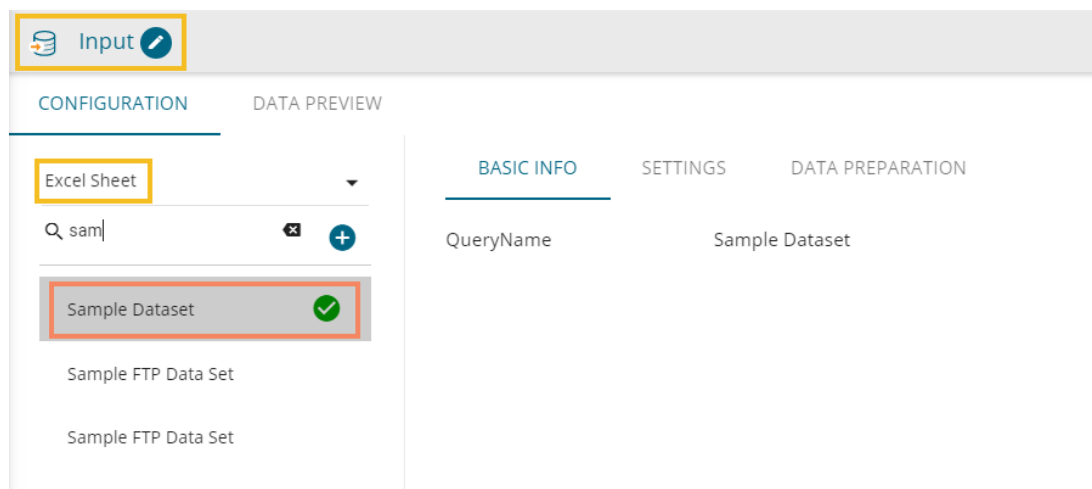 Input
CONFIGURATION DATA PREVIEW
Excel Sheet
sam
Sample Dataset
Sample FTP Data Set
Sample FTP Data Set
BASIC INFO SETTINGS DATA PREPARATION
QueryName Sample Dataset